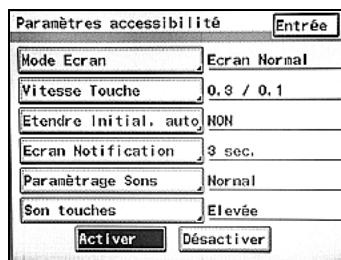 Paramètres accessibilité Entrée
Mode Ecran Ecran Normal
Vitesse Touche 0.3 / 0.1
Etendre Initial. auto NON
Ecran Notification 3 sec.
Paramètrage Sons Normal
Son touches Elevée
Activer Désactiver